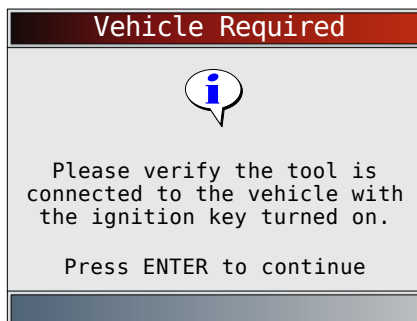 Vehicle Required
i
Please verify the tool is
connected to the vehicle with
the ignition key turned on.
Press ENTER to continue